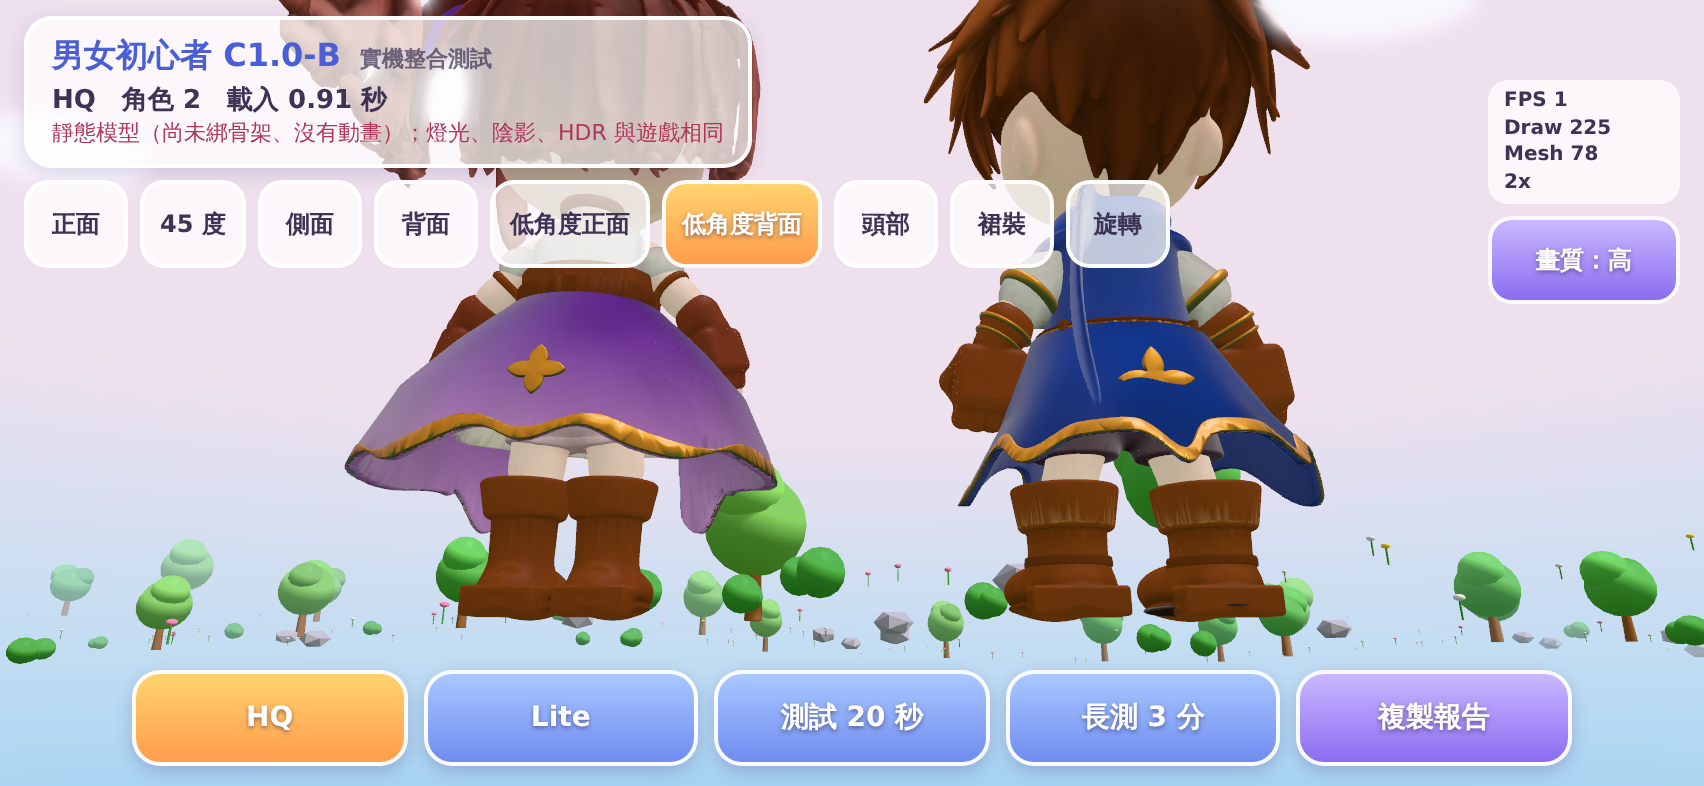 男女初心者 C1.0-B 實機整合測試
HQ 角色 2 載入 0.91 秒
靜態模型（尚未綁骨架、沒有動畫）；燈光、陰影、HDR 與遊戲相同
FPS 1
Draw 225
Mesh 78
2x
正面
45 度
側面
背面
低角度正面
低角度背面
頭部
裙裝
旋轉
畫質：高
HQ
Lite
測試 20 秒
長測 3 分
複製報告